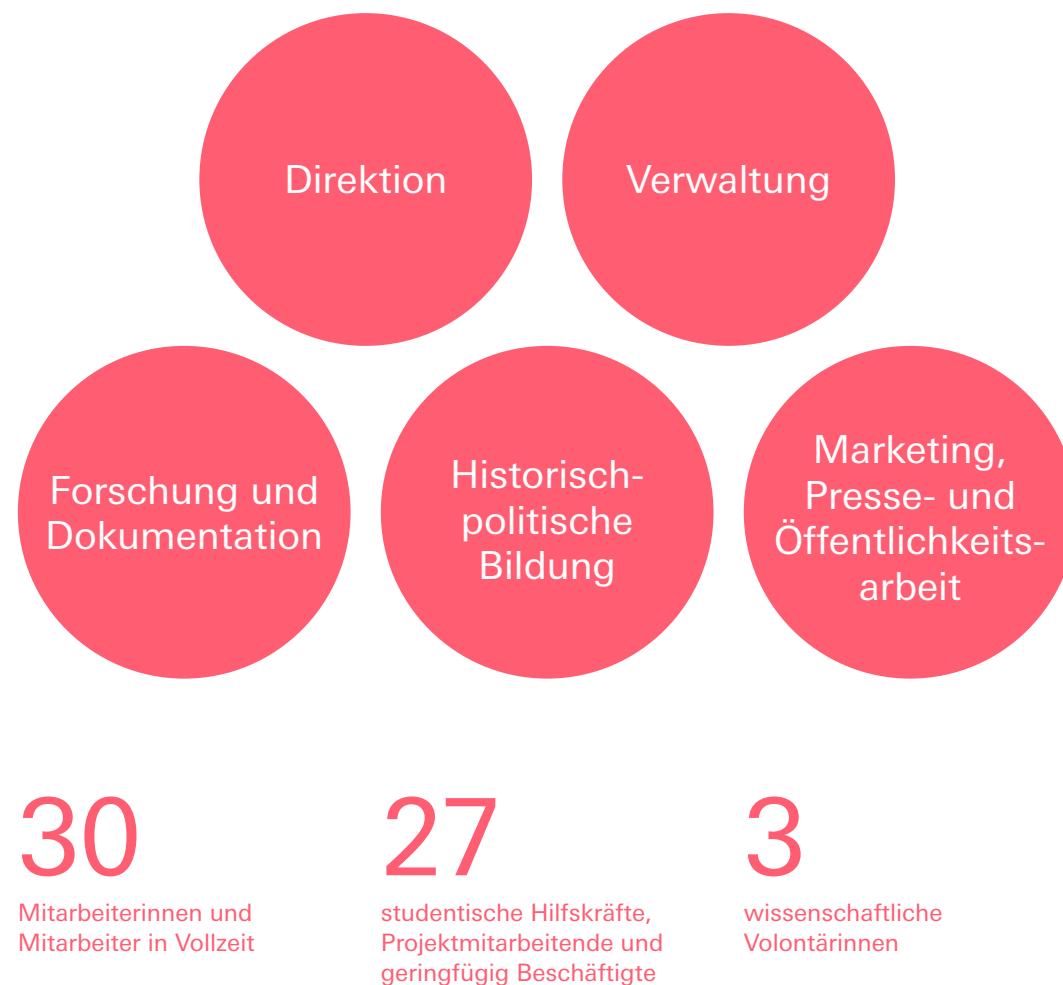 Direktion
Verwaltung
Forschung und
Dokumentation
Historisch-
politische
Bildung
Marketing,
Presse- und
Öffentlichkeits-
arbeit
30
Mitarbeiterinnen und
Mitarbeiter in Vollzeit
27
studentische Hilfskräfte,
Projektmitarbeitende und
geringfügig Beschäftigte
3
wissenschaftliche
Volontärinnen